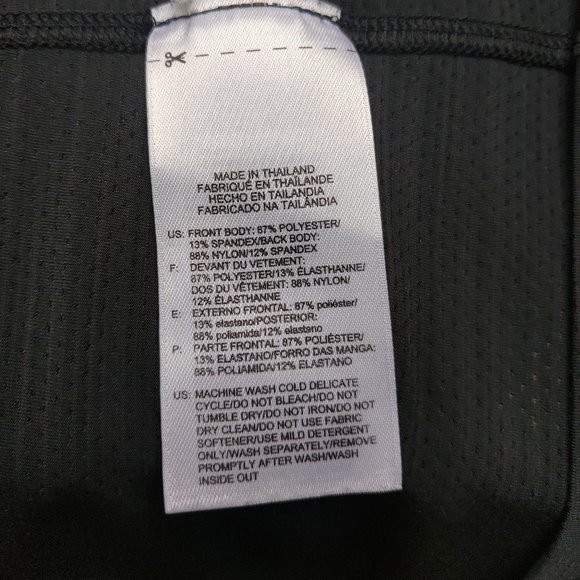 MADE IN THAILAND
FABRIQUÉ EN THAÏLANDE
HECHO EN TAILANDIA
FABRICADO NA TAILÂNDIA
US: FRONT BODY: 87% POLYESTER/
13% SPANDEX/BACK BODY:
88% NYLON/12% SPANDEX
F: DEVANT DU VETEMENT:
87% POLYESTER/13% ÉLASTHANNE/
DOS DU VÊTEMENT: 88% NYLON/
12% ÉLASTHANNE
E: EXTERNO FRONTAL: 87% poliéster/
13% elastano/POSTERIOR:
88% poliamida/12% elastano
P: PARTE FRONTAL: 87% POLIÉSTER/
13% ELASTANO/FORRO DAS MANGA:
88% POLIAMIDA/12% ELASTANO
US: MACHINE WASH COLD DELICATE
CYCLE/DO NOT BLEACH/DO NOT
TUMBLE DRY/DO NOT IRON/DO NOT
DRY CLEAN/DO NOT USE FABRIC
SOFTENER/USE MILD DETERGENT
ONLY/WASH SEPARATELY/REMOVE
PROMPTLY AFTER WASH/WASH
INSIDE OUT